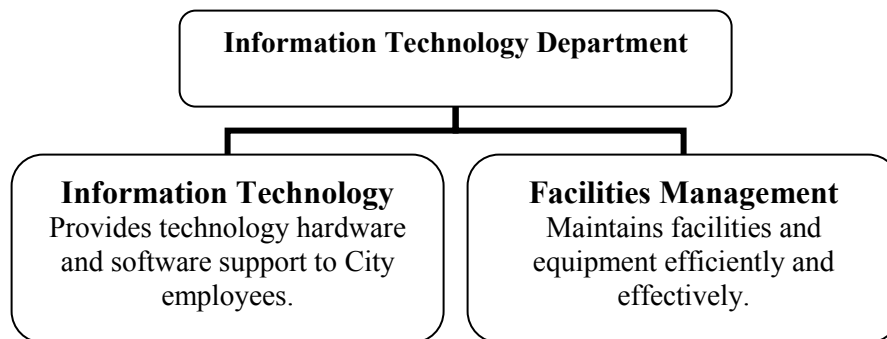 Information Technology Department
Information Technology
Provides technology hardware
and software support to City
employees.
Facilities Management
Maintains facilities and
equipment efficiently and
effectively.